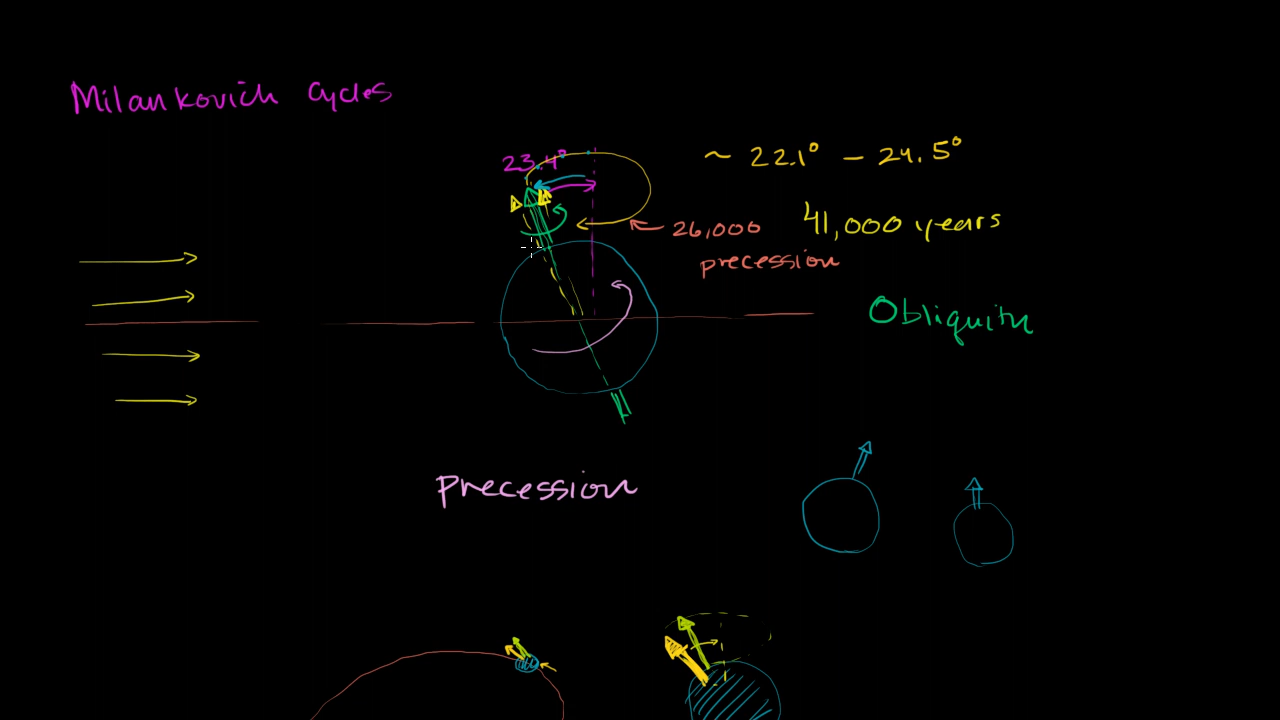 Milankovich cycles
23.4°
~ 22.1° – 24.5°
26,000
precession
41,000 years
Obliquity
Precession